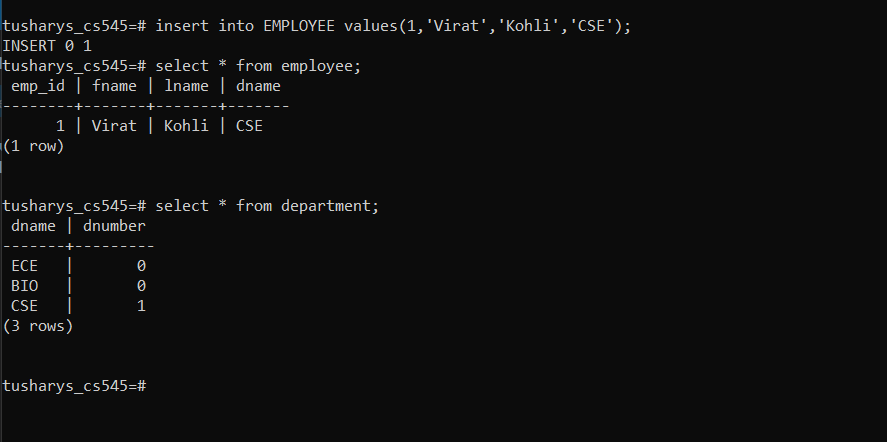 tusharys_cs545=# insert into EMPLOYEE values(1,'Virat','Kohli','CSE');
INSERT 0 1
tusharys_cs545=# select * from employee;
 emp_id | fname | lname | dname
--------+-------+-------+-------
      1 | Virat | Kohli | CSE
(1 row)
tusharys_cs545=# select * from department;
 dname | dnumber
-------+---------
 ECE   |       0
 BIO   |       0
 CSE   |       1
(3 rows)
tusharys_cs545=#